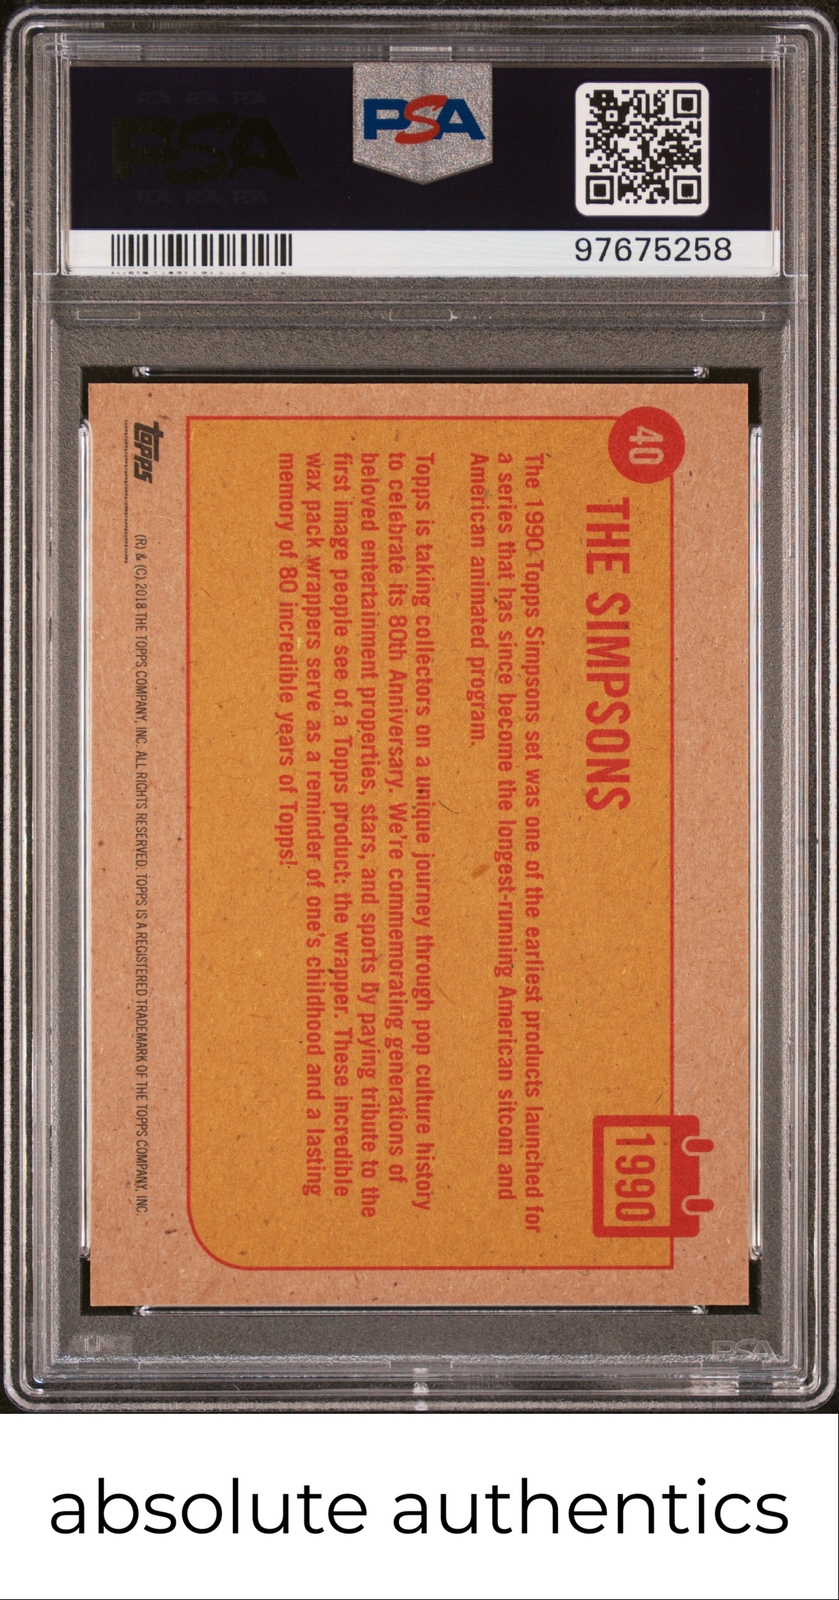 PSA
PSA
97675258
40
THE SIMPSONS
1990
The 1990 Topps Simpsons set was one of the earliest products launched for
a series that has since become the longest-running American sitcom and
American animated program.
Topps is taking collectors on a unique journey through pop culture history
to celebrate its 80th Anniversary. We're commemorating generations of
beloved entertainment properties, stars, and sports by paying tribute to the
first image people see of a Topps product: the wrapper. These incredible
wax pack wrappers serve as a reminder of one's childhood and a lasting
memory of 80 incredible years of Topps!
topps
(R) & (C) 2018 THE TOPPS COMPANY, INC. ALL RIGHTS RESERVED. TOPPS IS A REGISTERED TRADEMARK OF THE TOPPS COMPANY, INC.
PSA
absolute authentics